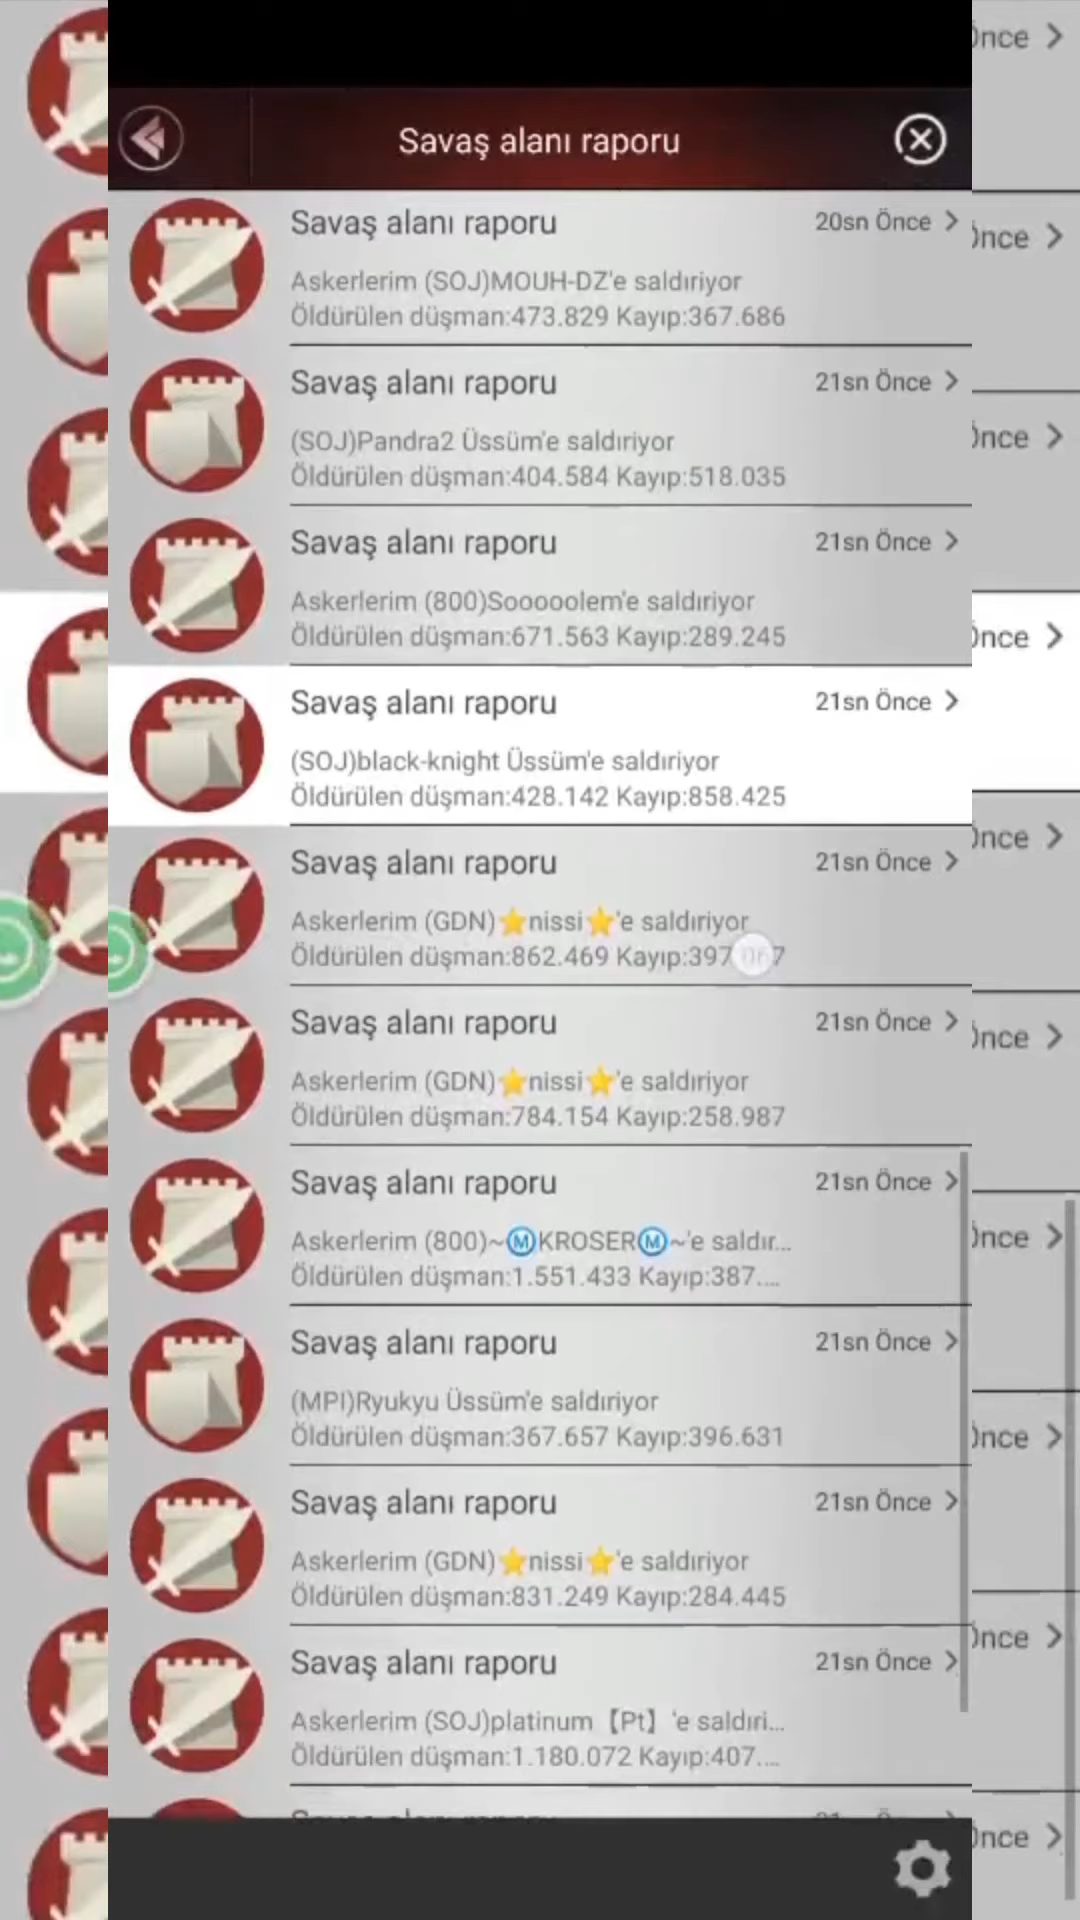 Savaş alanı raporu
Savaş alanı raporu
20sn Önce
Askerlerim (SOJ)MOUH-DZ'e saldırıyor
Öldürülen düşman:473.829 Kayıp:367.686
Savaş alanı raporu
21sn Önce
(SOJ)Pandra2 Üssüm'e saldırıyor
Öldürülen düşman:404.584 Kayıp:518.035
Savaş alanı raporu
21sn Önce
Askerlerim (800)Sooooolem'e saldırıyor
Öldürülen düşman:671.563 Kayıp:289.245
Savaş alanı raporu
21sn Önce
(SOJ)black-knight Üssüm'e saldırıyor
Öldürülen düşman:428.142 Kayıp:858.425
Savaş alanı raporu
21sn Önce
Askerlerim (GDN)⭐nissi⭐'e saldırıyor
Öldürülen düşman:862.469 Kayıp:397.067
Savaş alanı raporu
21sn Önce
Askerlerim (GDN)⭐nissi⭐'e saldırıyor
Öldürülen düşman:784.154 Kayıp:258.987
Savaş alanı raporu
21sn Önce
Askerlerim (800)~ⓂKROSERⓂ~'e saldır...
Öldürülen düşman:1.551.433 Kayıp:387....
Savaş alanı raporu
21sn Önce
(MPI)Ryukyu Üssüm'e saldırıyor
Öldürülen düşman:367.657 Kayıp:396.631
Savaş alanı raporu
21sn Önce
Askerlerim (GDN)⭐nissi⭐'e saldırıyor
Öldürülen düşman:831.249 Kayıp:284.445
Savaş alanı raporu
21sn Önce
Askerlerim (SOJ)platinum【Pt】'e saldırı...
Öldürülen düşman:1.180.072 Kayıp:407....